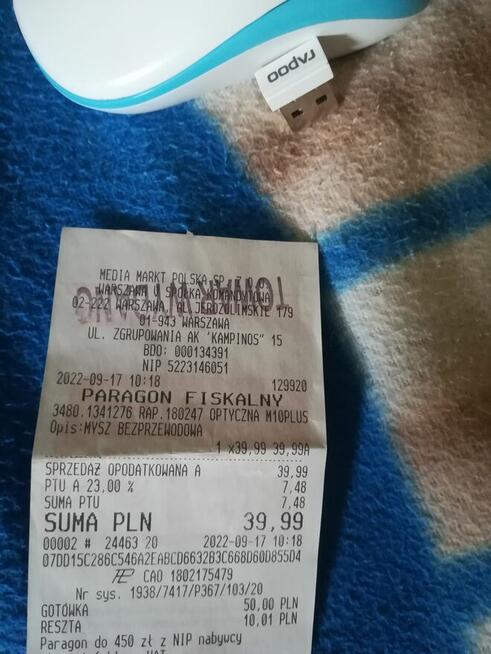 rapoo
MEDIA MARKT POLSKA SP. Z O.O.
WARSZAWA V SPÓŁKA KOMANDYTOWA
02-222 WARSZAWA, AL. JEROZOLIMSKIE 179
01-943 WARSZAWA
UL. ZGRUPOWANIA AK "KAMPINOS" 15
BDO: 000134391
NIP 5223146051
2022-09-17 10:18 129920
PARAGON FISKALNY
3480.1341276 RAP.180247 OPTYCZNA M10PLUS
Opis:MYSZ BEZPRZEWODOWA
1 x39,99 39,99A
SPRZEDAŻ OPODATKOWANA A 39,99
PTU A 23,00 % 7,48
SUMA PTU 7,48
SUMA PLN 39,99
00002 # 24463 20 2022-09-17 10:18
07DD15C286C546A2EABCD6632B3C668D60D855D4
CAO 1802175479
Nr sys. 1938/7417/P367/103/20
GOTÓWKA 50,00 PLN
RESZTA 10,01 PLN
Paragon do 450 zł z NIP nabywcy